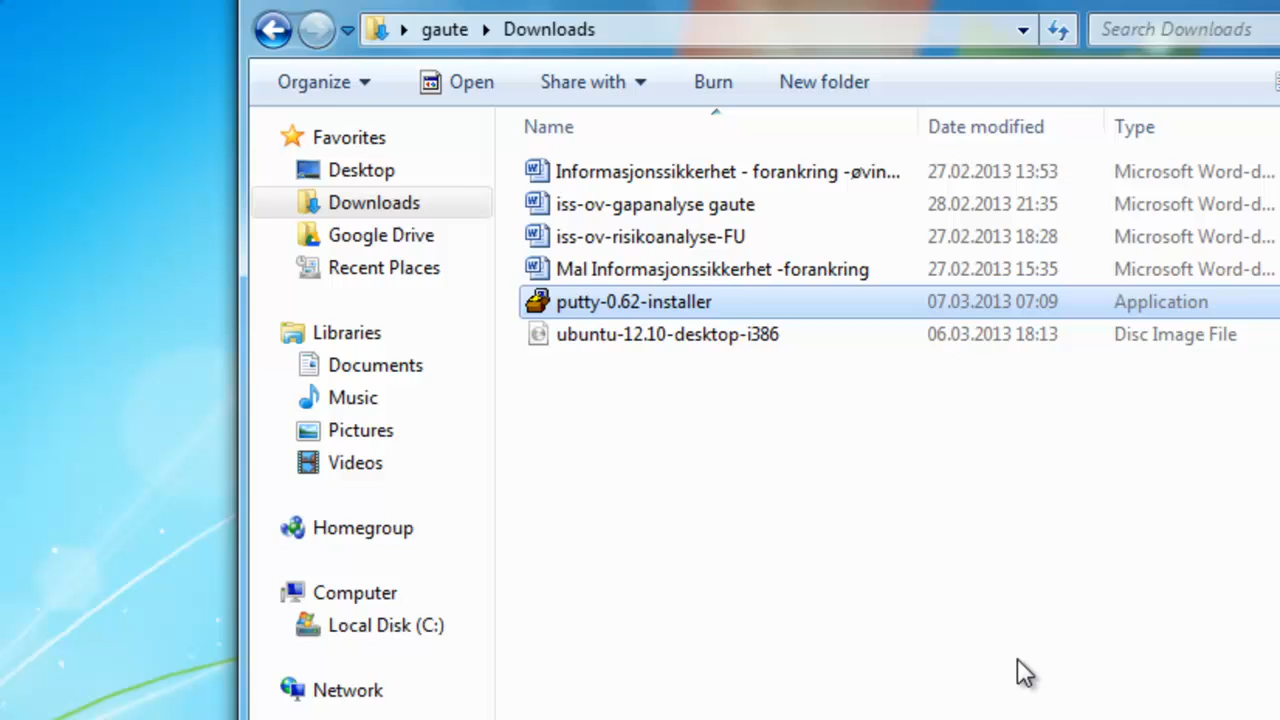 gaute Downloads Search Downloads
Organize Open Share with Burn New folder
Name Date modified Type
Favorites
Desktop
Downloads
Google Drive
Recent Places
Libraries
Documents
Music
Pictures
Videos
Homegroup
Computer
Local Disk (C:)
Network
Informasjonssikkerhet - forankring -øvin... 27.02.2013 13:53 Microsoft Word-d...
iss-ov-gapanalyse gaute 28.02.2013 21:35 Microsoft Word-d...
iss-ov-risikoanalyse-FU 27.02.2013 18:28 Microsoft Word-d...
Mal Informasjonssikkerhet -forankring 27.02.2013 15:35 Microsoft Word-d...
putty-0.62-installer 07.03.2013 07:09 Application
ubuntu-12.10-desktop-i386 06.03.2013 18:13 Disc Image File